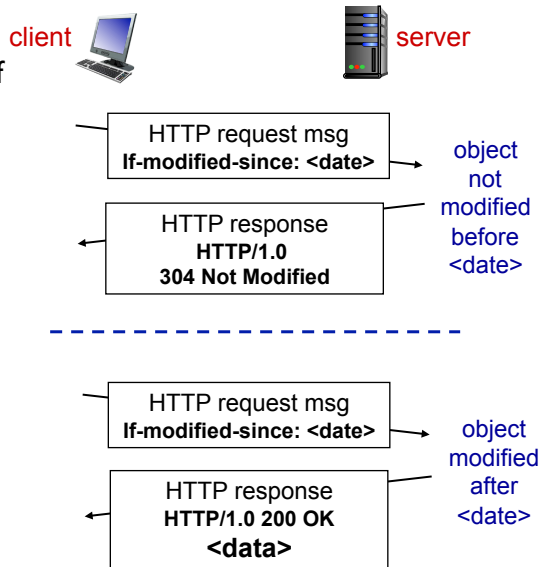 client
server
f
HTTP request msg
If-modified-since: <date>
object
not
modified
before
<date>
HTTP response
HTTP/1.0
304 Not Modified
HTTP request msg
If-modified-since: <date>
object
modified
after
<date>
HTTP response
HTTP/1.0 200 OK
<data>